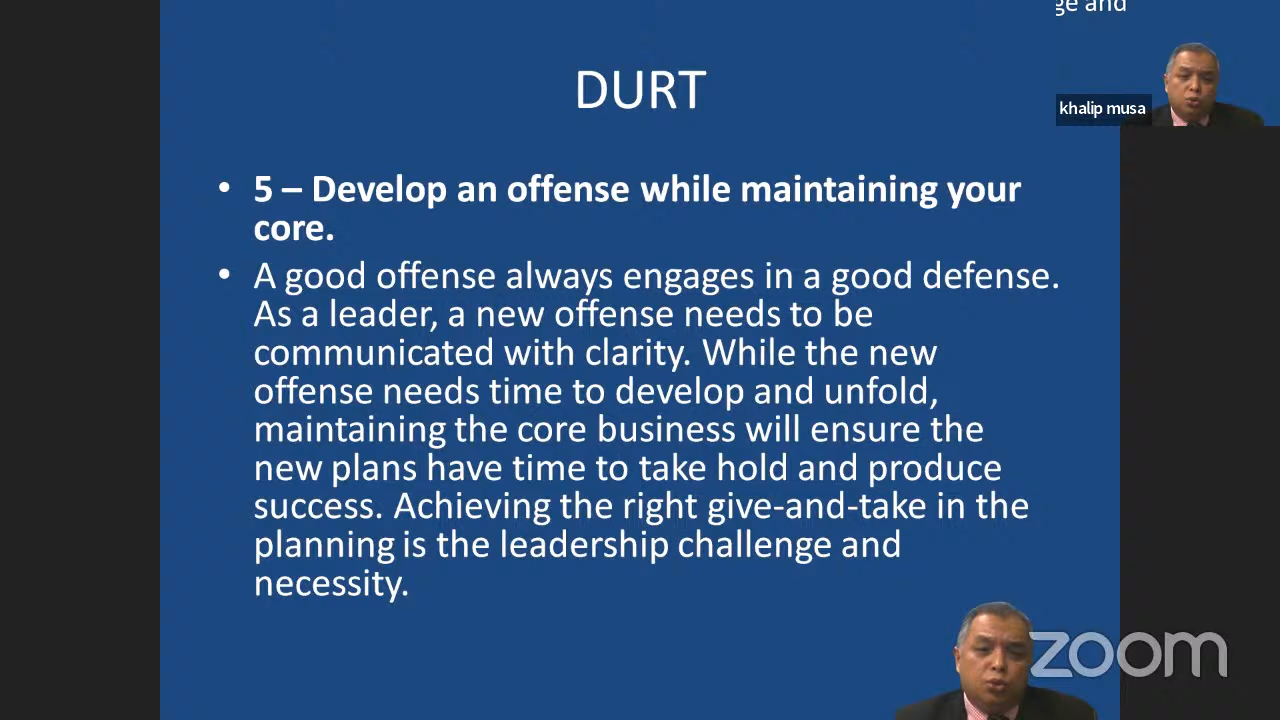 ge and
DURT
khalip musa
• 5 – Develop an offense while maintaining your
core.
• A good offense always engages in a good defense.
As a leader, a new offense needs to be
communicated with clarity. While the new
offense needs time to develop and unfold,
maintaining the core business will ensure the
new plans have time to take hold and produce
success. Achieving the right give-and-take in the
planning is the leadership challenge and
necessity.
zoom